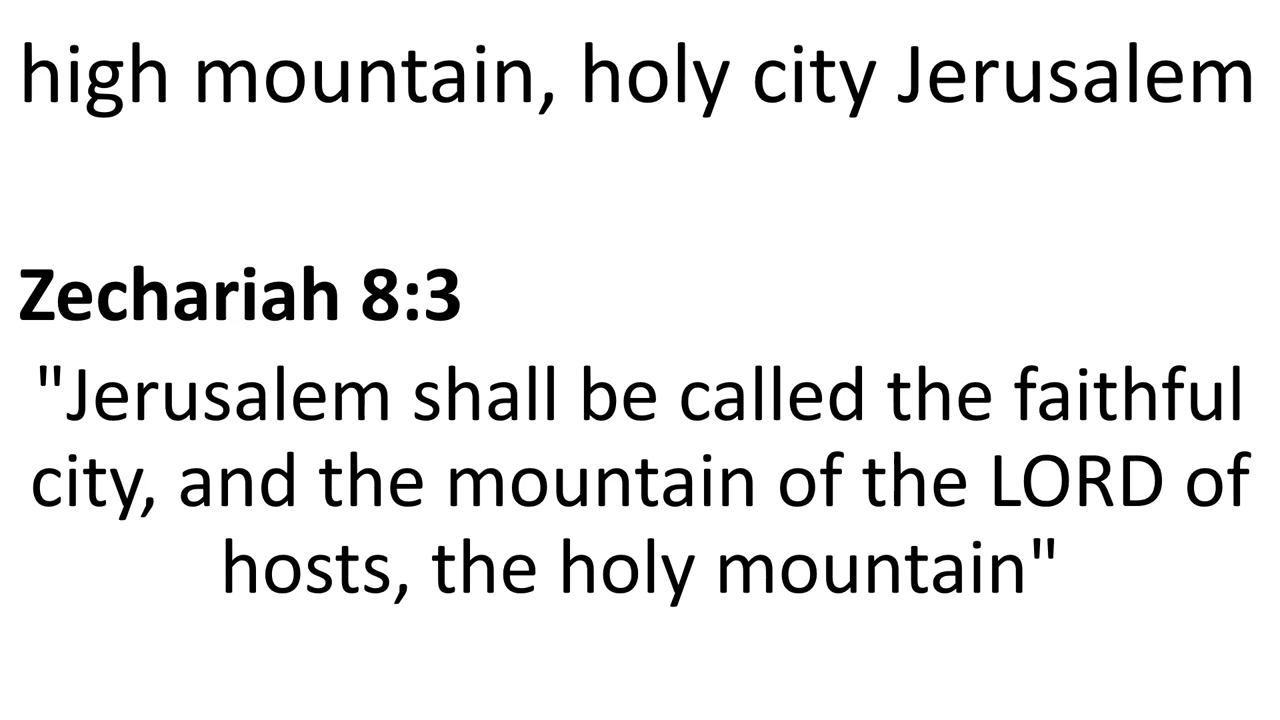 high mountain, holy city Jerusalem
Zechariah 8:3
"Jerusalem shall be called the faithful
city, and the mountain of the LORD of
hosts, the holy mountain"